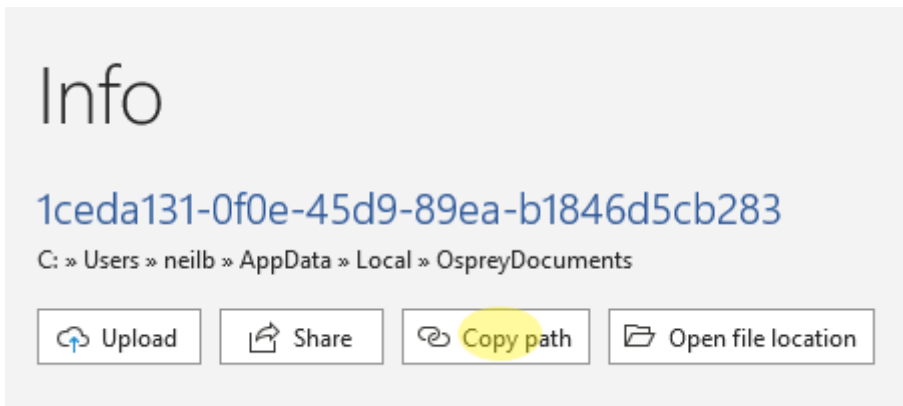 Info
1ceda131-0f0e-45d9-89ea-b1846d5cb283
C: » Users » neilb » AppData » Local » OspreyDocuments
Upload Share Copy path Open file location